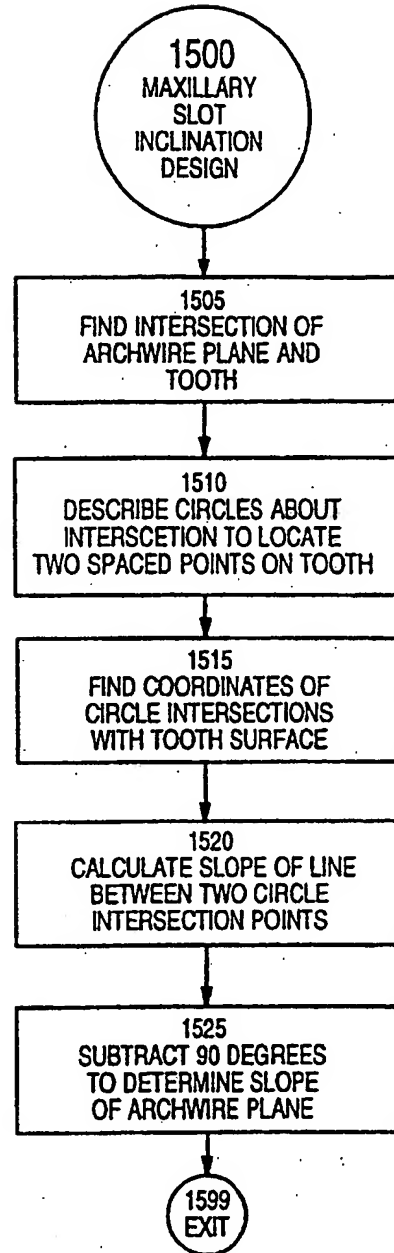 1500
MAXILLARY
SLOT
INCLINATION
DESIGN
1505
FIND INTERSECTION OF
ARCHWIRE PLANE AND
TOOTH
1510
DESCRIBE CIRCLES ABOUT
INTERSCETION TO LOCATE
TWO SPACED POINTS ON TOOTH
1515
FIND COORDINATES OF
CIRCLE INTERSECTIONS
WITH TOOTH SURFACE
1520
CALCULATE SLOPE OF LINE
BETWEEN TWO CIRCLE
INTERSECTION POINTS
1525
SUBTRACT 90 DEGREES
TO DETERMINE SLOPE
OF ARCHWIRE PLANE
1599
EXIT